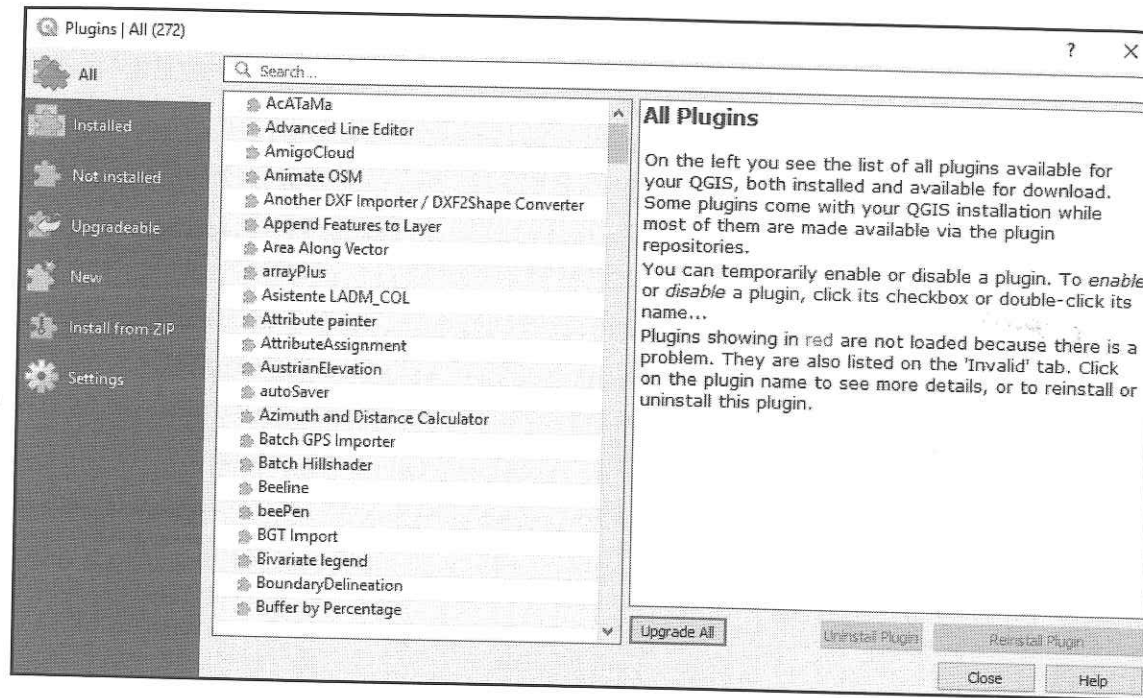 Plugins | All (272)
? X
All
Installed
Not installed
Upgradeable
New
Install from ZIP
Settings
Search...
AcATaMa
Advanced Line Editor
AmigoCloud
Animate OSM
Another DXF Importer / DXF2Shape Converter
Append Features to Layer
Area Along Vector
arrayPlus
Asistente LADM_COL
Attribute painter
AttributeAssignment
AustrianElevation
autoSaver
Azimuth and Distance Calculator
Batch GPS Importer
Batch Hillshader
Beeline
beePen
BGT Import
Bivariate legend
BoundaryDelineation
Buffer by Percentage
All Plugins
On the left you see the list of all plugins available for
your QGIS, both installed and available for download.
Some plugins come with your QGIS installation while
most of them are made available via the plugin
repositories.
You can temporarily enable or disable a plugin. To enable
or disable a plugin, click its checkbox or double-click its
name...
Plugins showing in red are not loaded because there is a
problem. They are also listed on the 'Invalid' tab. Click
on the plugin name to see more details, or to reinstall or
uninstall this plugin.
Upgrade All
Uninstall Plugin
Reinstall Plugin
Close
Help